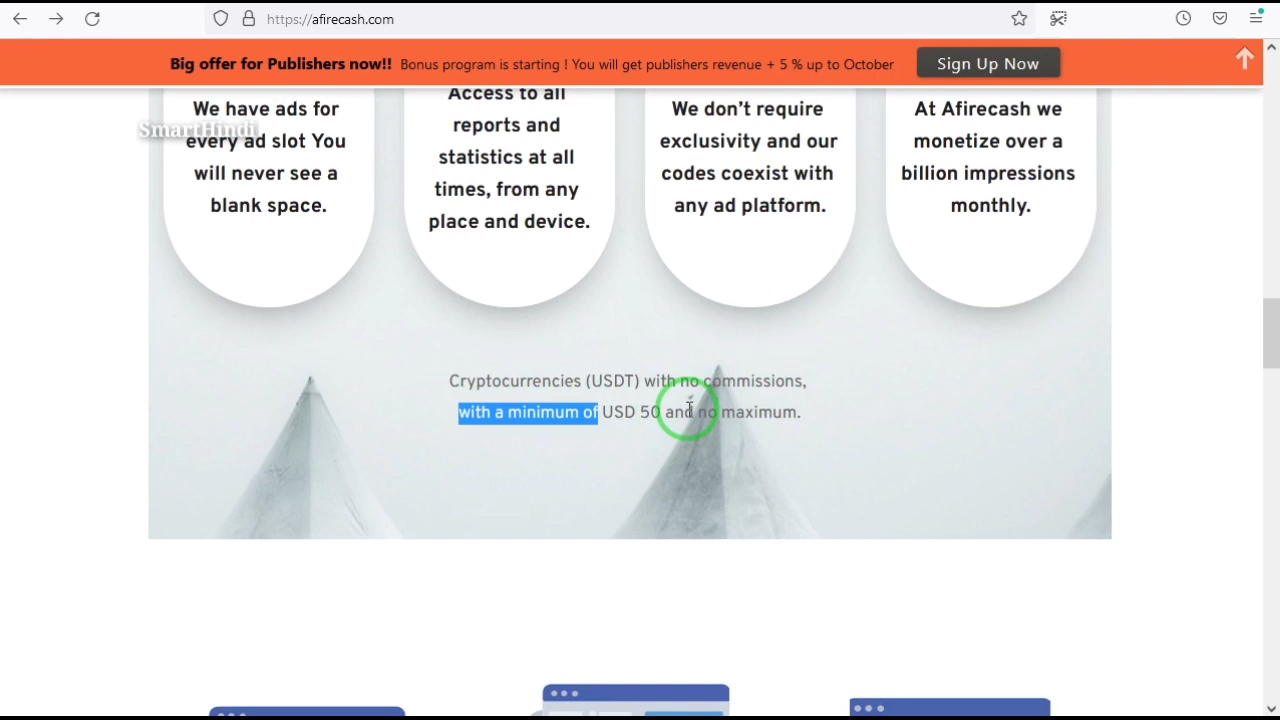 https://afirecash.com
Big offer for Publishers now!! Bonus program is starting ! You will get publishers revenue + 5 % up to October
Sign Up Now
SmartHindi
We have ads for
every ad slot You
will never see a
blank space.
Access to all
reports and
statistics at all
times, from any
place and device.
We don’t require
exclusivity and our
codes coexist with
any ad platform.
At Afirecash we
monetize over a
billion impressions
monthly.
Cryptocurrencies (USDT) with no commissions,
with a minimum of USD 50 and no maximum.